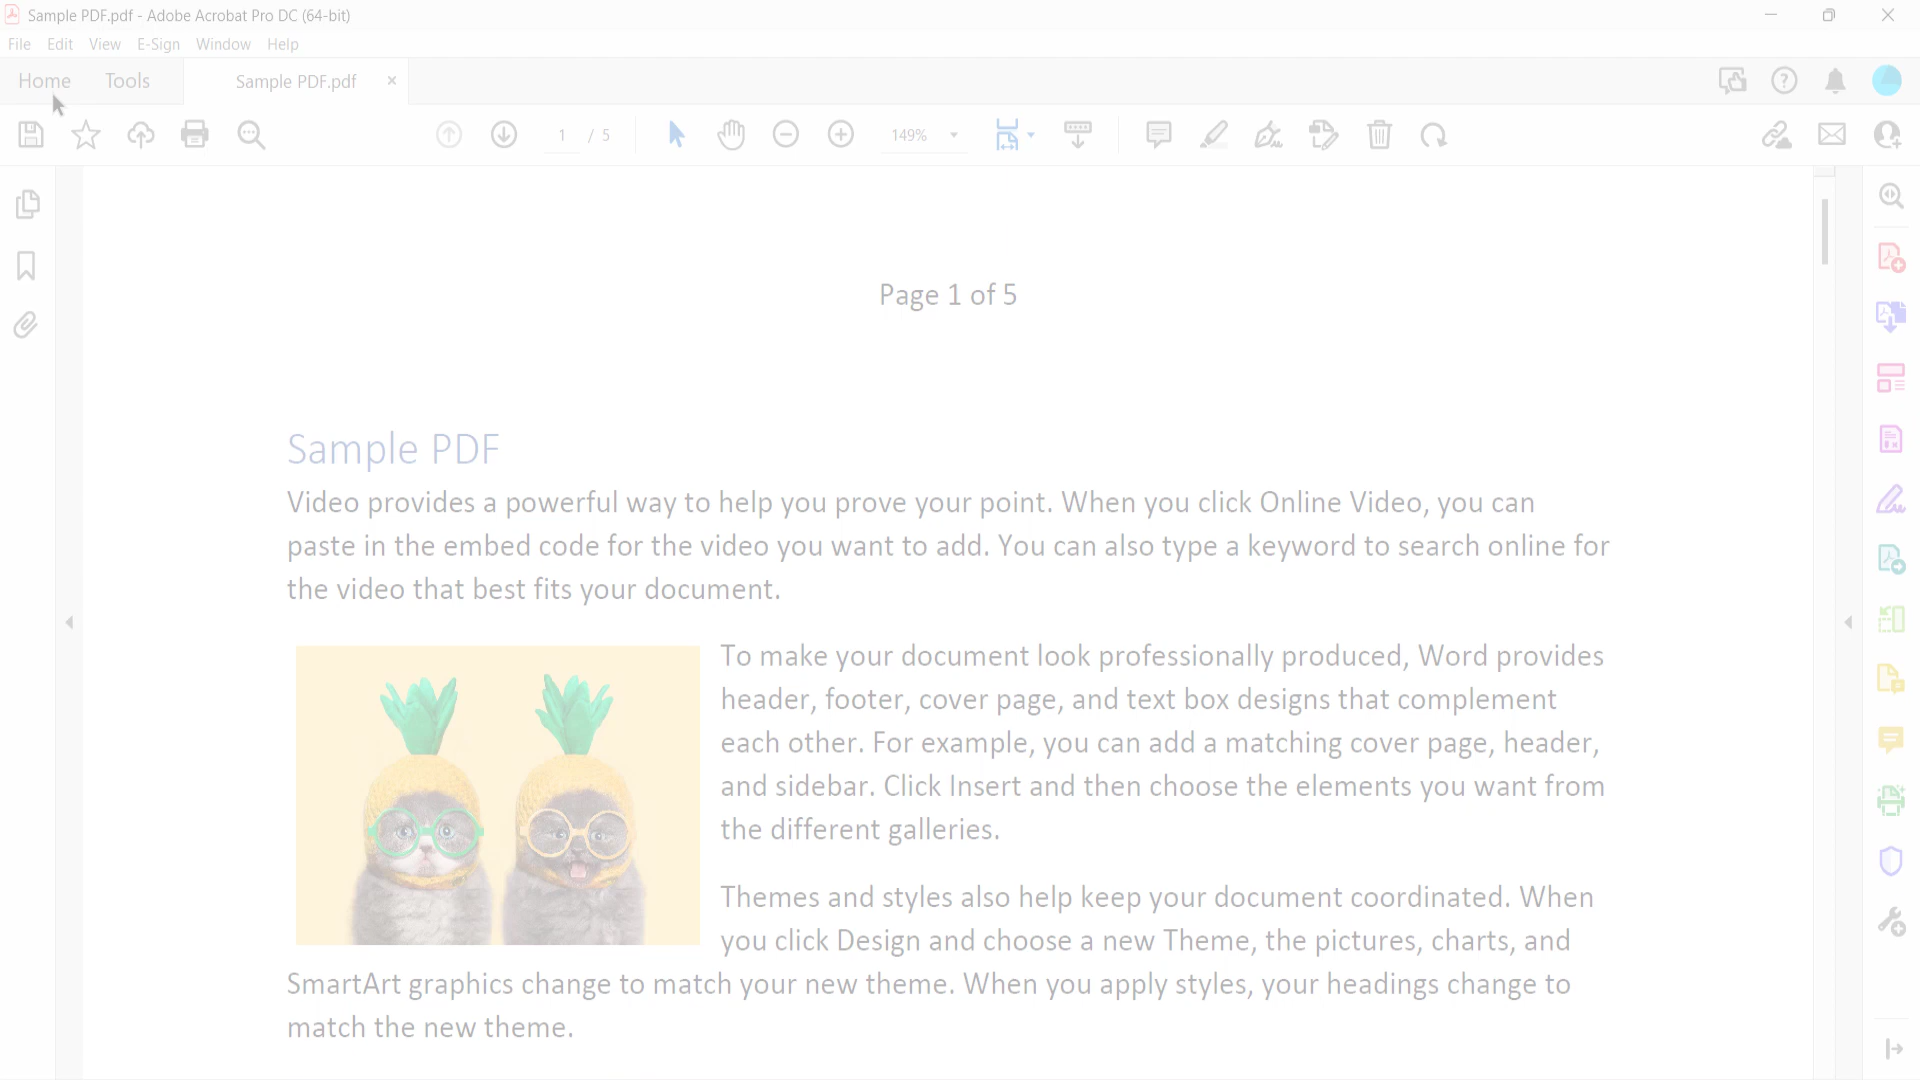 Sample PDF.pdf - Adobe Acrobat Pro DC (64-bit)
File Edit View E-Sign Window Help
Home Tools Sample PDF.pdf
1 / 5 149%
Page 1 of 5
Sample PDF
Video provides a powerful way to help you prove your point. When you click Online Video, you can
paste in the embed code for the video you want to add. You can also type a keyword to search online for
the video that best fits your document.
To make your document look professionally produced, Word provides
header, footer, cover page, and text box designs that complement
each other. For example, you can add a matching cover page, header,
and sidebar. Click Insert and then choose the elements you want from
the different galleries.
Themes and styles also help keep your document coordinated. When
you click Design and choose a new Theme, the pictures, charts, and
SmartArt graphics change to match your new theme. When you apply styles, your headings change to
match the new theme.